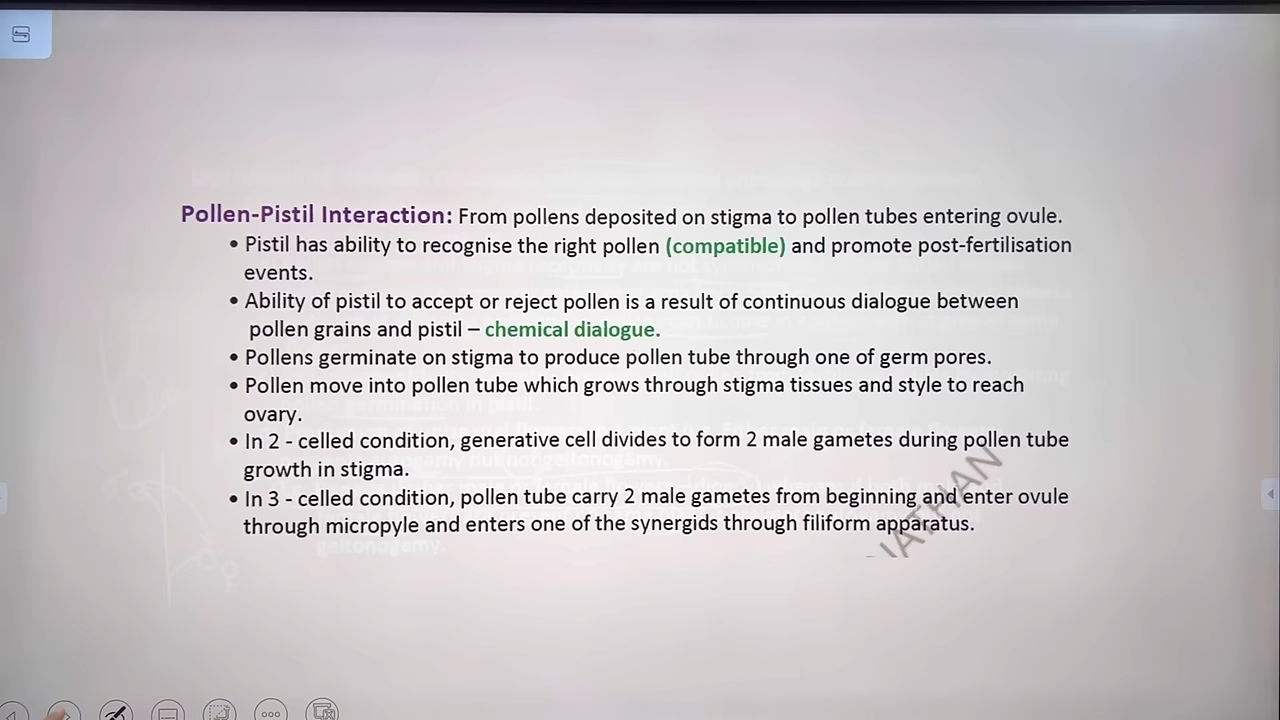 Pollen-Pistil Interaction: From pollens deposited on stigma to pollen tubes entering ovule.
• Pistil has ability to recognise the right pollen (compatible) and promote post-fertilisation
events.
• Ability of pistil to accept or reject pollen is a result of continuous dialogue between
pollen grains and pistil – chemical dialogue.
• Pollens germinate on stigma to produce pollen tube through one of germ pores.
• Pollen move into pollen tube which grows through stigma tissues and style to reach
ovary.
• In 2 - celled condition, generative cell divides to form 2 male gametes during pollen tube
growth in stigma.
• In 3 - celled condition, pollen tube carry 2 male gametes from beginning and enter ovule
through micropyle and enters one of the synergids through filiform apparatus.
geitonogamy.